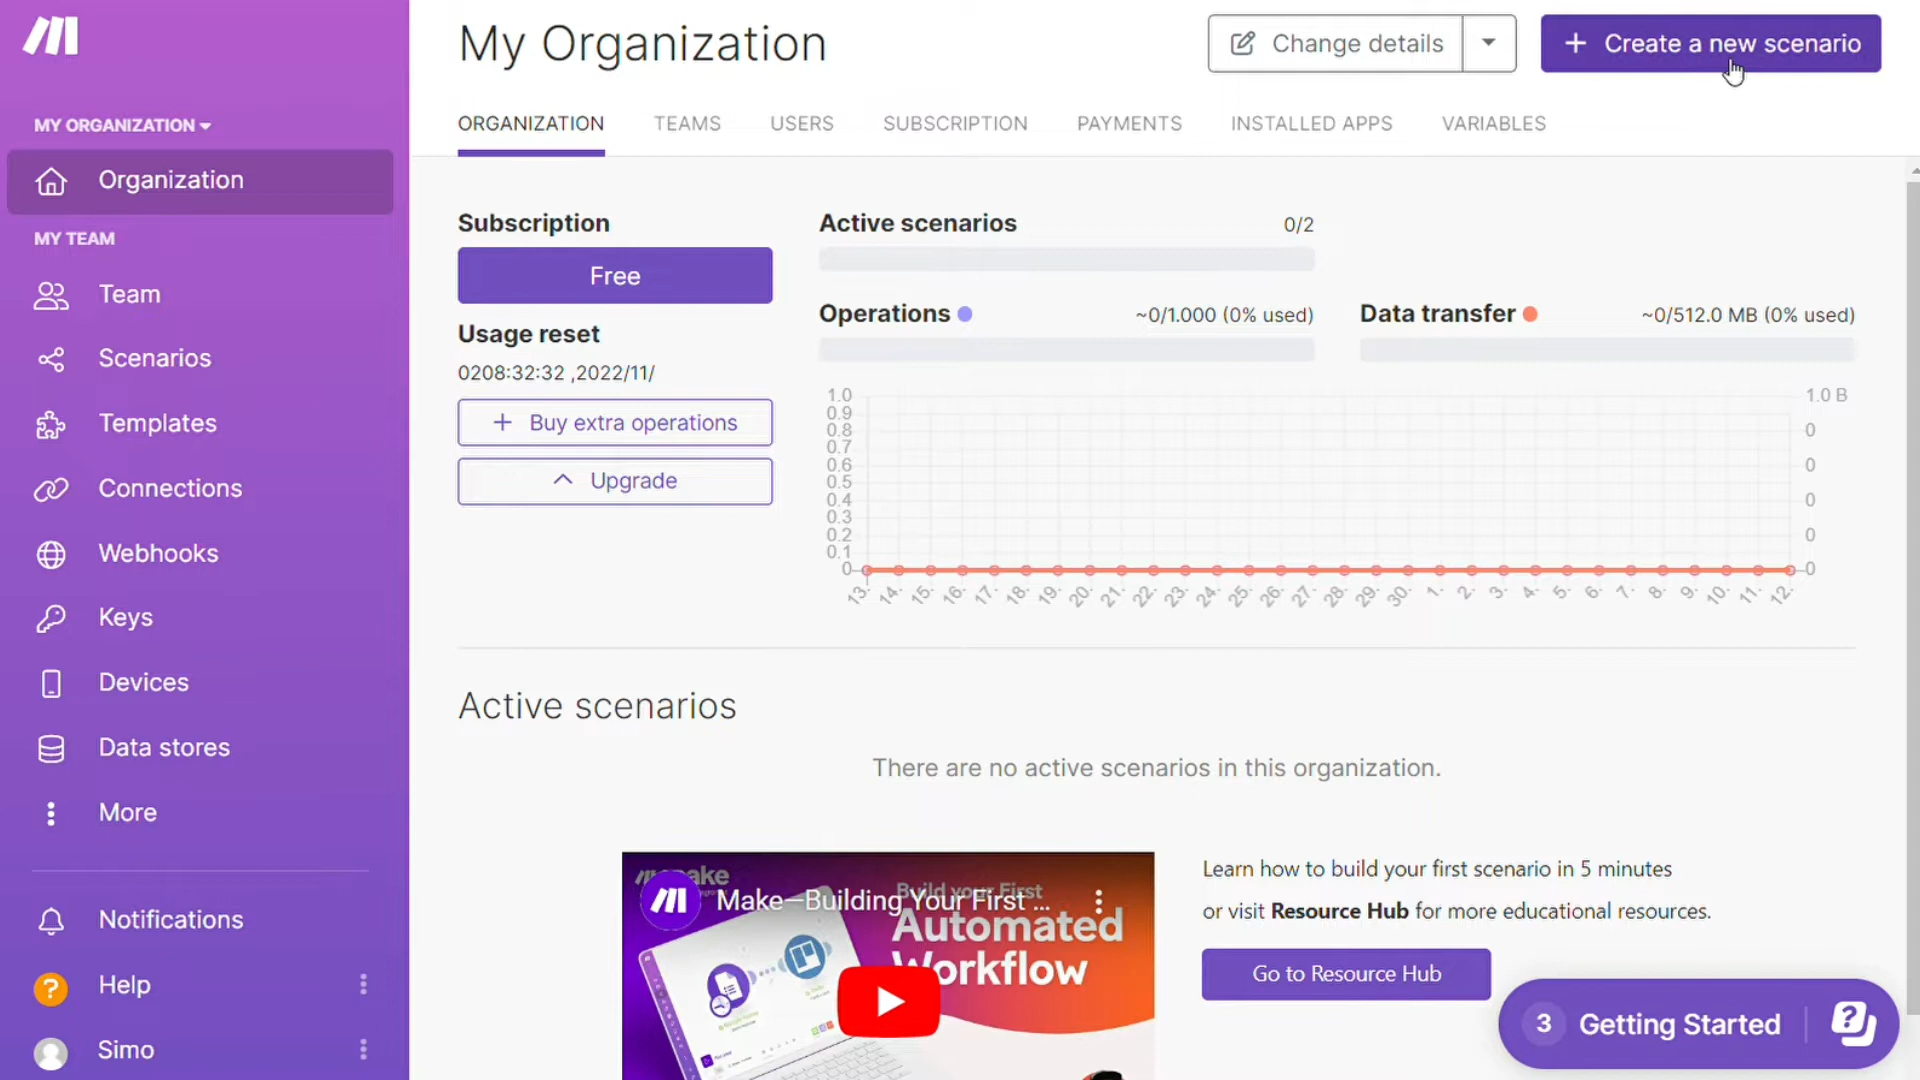 My Organization
Change details
+ Create a new scenario
MY ORGANIZATION
ORGANIZATION TEAMS USERS SUBSCRIPTION PAYMENTS INSTALLED APPS VARIABLES
Organization
MY TEAM
Team
Scenarios
Templates
Connections
Webhooks
Keys
Devices
Data stores
More
Notifications
? Help
Simo
Subscription
Free
Usage reset
0208:32:32 ,2022/11/
+ Buy extra operations
Upgrade
Active scenarios 0/2
Operations ~0/1.000 (0% used)
Data transfer ~0/512.0 MB (0% used)
1.0 1.0 B
0.9
0.8 0
0.7
0.6 0
0.5
0.4 0
0.3
0.2 0
0.1
0 0
13. 14. 15. 16. 17. 18. 19. 20. 21. 22. 23. 24. 25. 26. 27. 28. 29. 30. 1. 2. 3. 4. 5. 6. 7. 8. 9. 10. 11. 12.
Active scenarios
There are no active scenarios in this organization.
Make—Building Your First ...
Build your First
Automated
Workflow
Learn how to build your first scenario in 5 minutes
or visit Resource Hub for more educational resources.
Go to Resource Hub
3 Getting Started ?